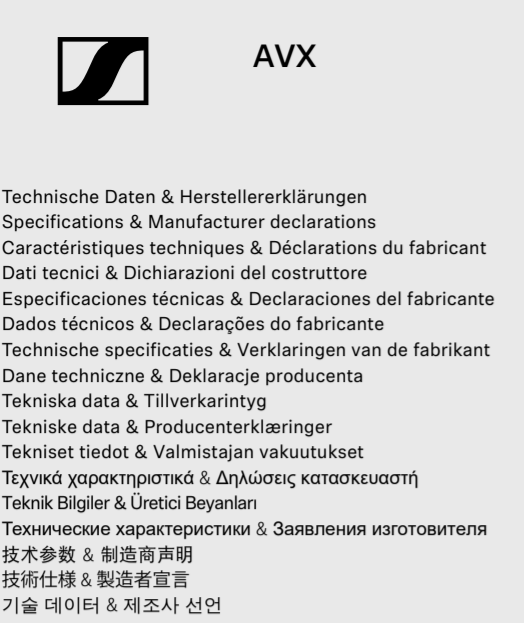 AVX
Technische Daten & Herstellererklärungen
Specifications & Manufacturer declarations
Caractéristiques techniques & Déclarations du fabricant
Dati tecnici & Dichiarazioni del costruttore
Especificaciones técnicas & Declaraciones del fabricante
Dados técnicos & Declarações do fabricante
Technische specificaties & Verklaringen van de fabrikant
Dane techniczne & Deklaracje producenta
Tekniska data & Tillverkarintyg
Tekniske data & Producenterklæringer
Tekniset tiedot & Valmistajan vakuutukset
Τεχνικά χαρακτηριστικά & Δηλώσεις κατασκευαστή
Teknik Bilgiler & Üretici Beyanları
Технические характеристики & Заявления изготовителя
技术参数 & 制造商声明
技術仕様 & 製造者宣言
기술 데이터 & 제조사 선언